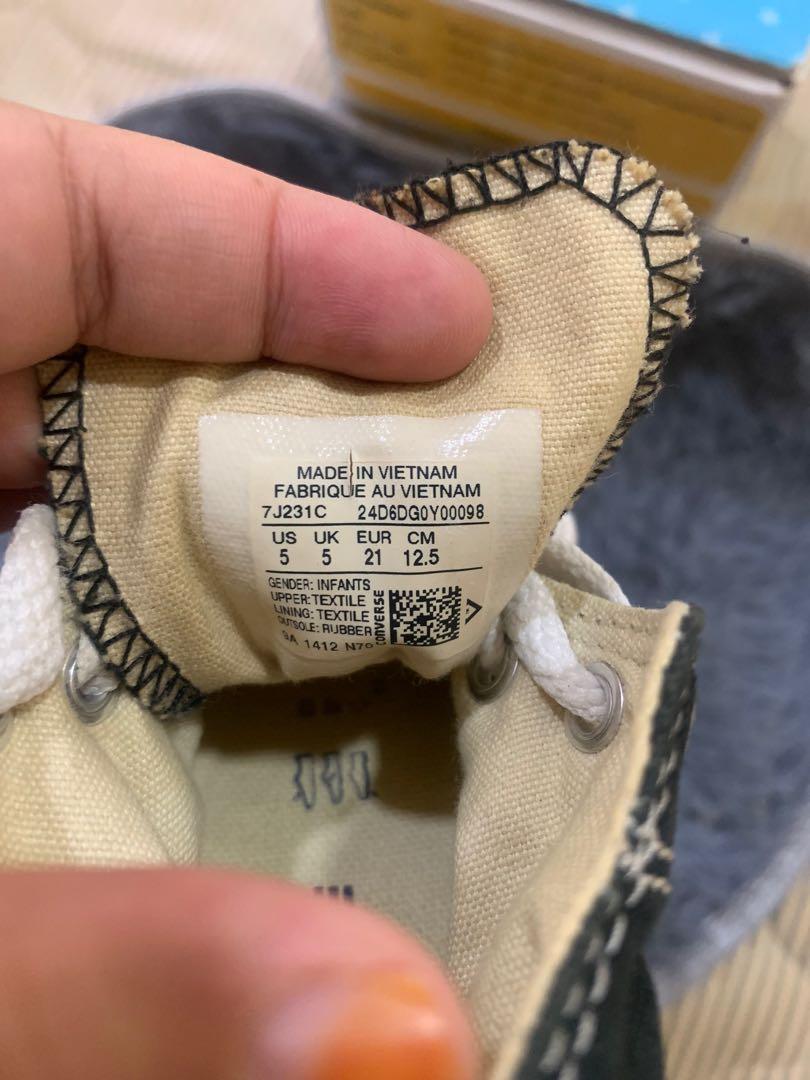 MADE IN VIETNAM
FABRIQUE AU VIETNAM
7J231C 24D6DG0Y00098
US UK EUR CM
5 5 21 12.5
GENDER: INFANTS
UPPER: TEXTILE
LINING: TEXTILE
OUTSOLE: RUBBER
CONVERSE
1412